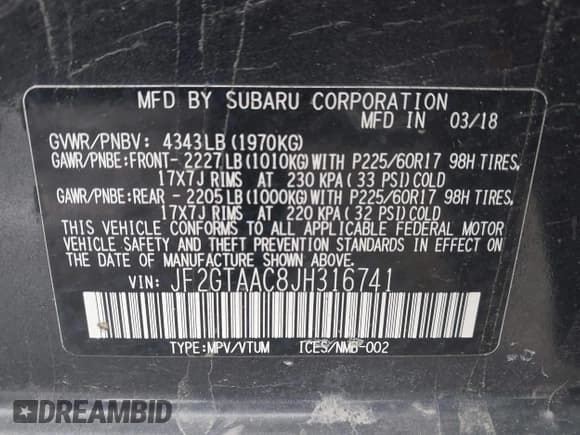 MFD BY SUBARU CORPORATION
MFD IN 03/18
GVWR/PNBV: 4343LB(1970KG)
GAWR/PNBE:FRONT- 2227LB(1010KG)WITH P225/60R17 98H TIRES,
17X7J RIMS AT 230 KPA(33 PSI)COLD
GAWR/PNBE:REAR - 2205LB(1000KG)WITH P225/60R17 98H TIRES,
17X7J RIMS AT 220 KPA(32 PSI)COLD
THIS VEHICLE CONFORMS TO ALL APPLICABLE FEDERAL MOTOR
VEHICLE SAFETY AND THEFT PREVENTION STANDARDS IN EFFECT
ON THE DATE OF MANUFACTURE SHOWN ABOVE.
VIN: JF2GTAAC8JH316741
TYPE:MPV/VTUM ICES/NMB-002
DREAMBID